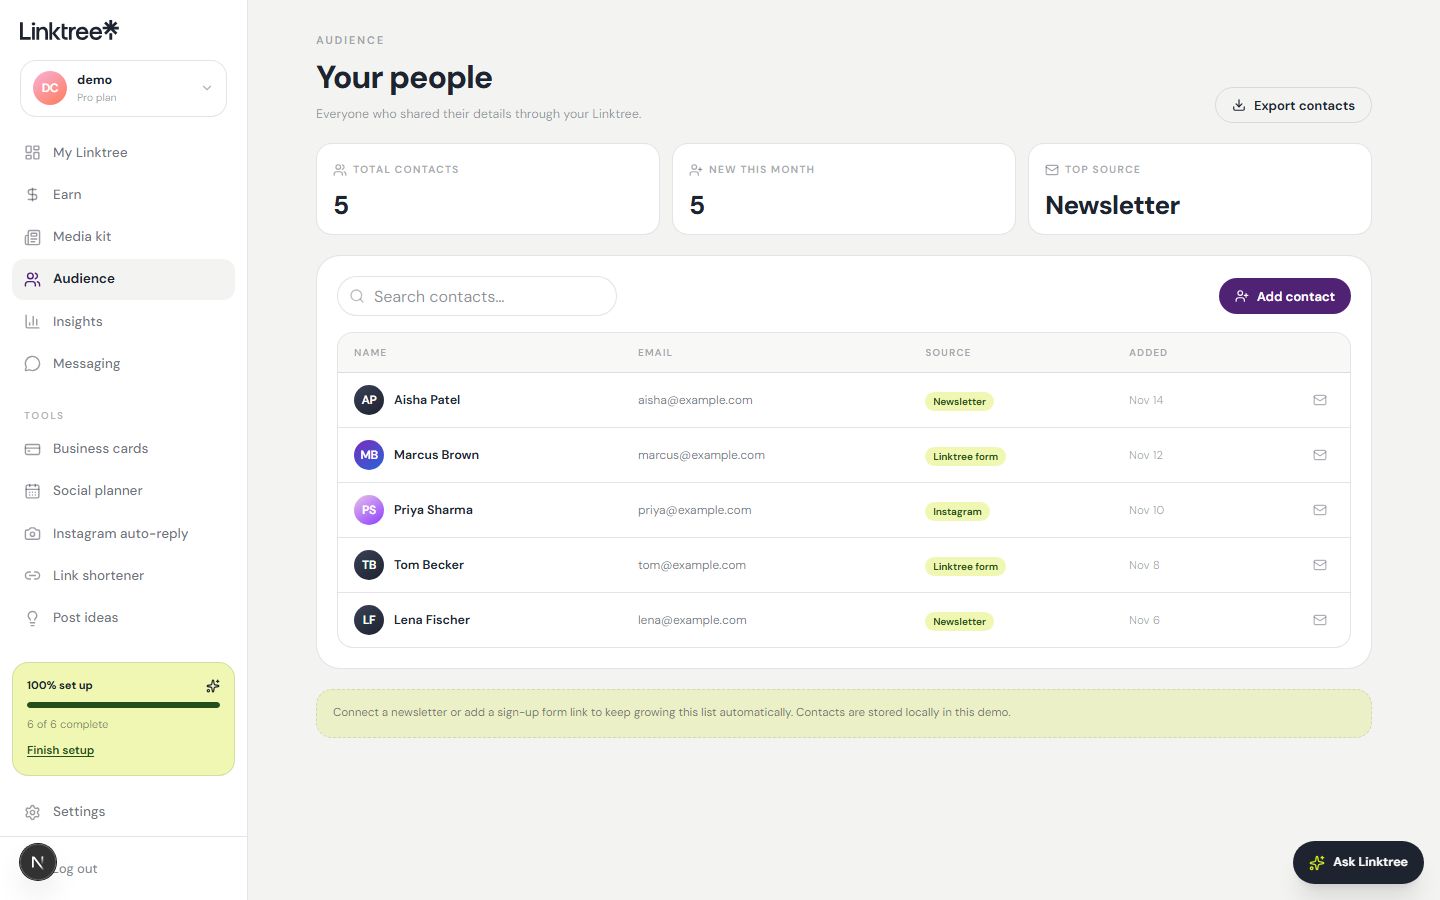 Linktree
DC
demo
Pro plan
My Linktree
Earn
Media kit
Audience
Insights
Messaging
TOOLS
Business cards
Social planner
Instagram auto-reply
Link shortener
Post ideas
100% set up
6 of 6 complete
Finish setup
Settings
N
Log out
AUDIENCE
Your people
Everyone who shared their details through your Linktree.
Export contacts
TOTAL CONTACTS
5
NEW THIS MONTH
5
TOP SOURCE
Newsletter
Search contacts...
Add contact
NAME EMAIL SOURCE ADDED
AP Aisha Patel aisha@example.com Newsletter Nov 14
MB Marcus Brown marcus@example.com Linktree form Nov 12
PS Priya Sharma priya@example.com Instagram Nov 10
TB Tom Becker tom@example.com Linktree form Nov 8
LF Lena Fischer lena@example.com Newsletter Nov 6
Connect a newsletter or add a sign-up form link to keep growing this list automatically. Contacts are stored locally in this demo.
Ask Linktree